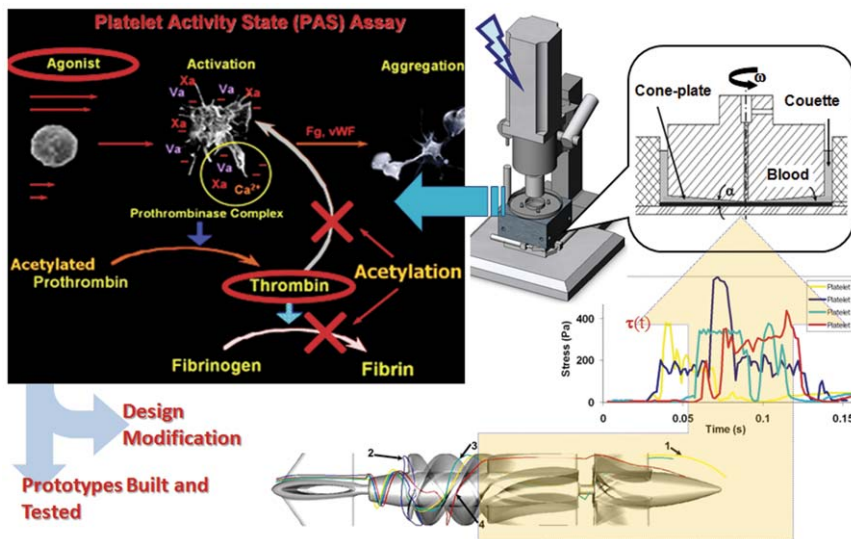 Platelet Activity State (PAS) Assay
Agonist
Activation
Aggregation
Xa
Va
Va
Xa
Xa
Va
Va
Xa
Ca²⁺
Fg, vWF
Prothrombinase Complex
Acetylated
Prothrombin
Thrombin
Acetylation
Fibrinogen
Fibrin
ω
Cone-plate
Couette
Blood
α
τ(t)
Platelet
Platelet
Platelet
Platelet
Stress (Pa)
400
200
0
0
0.05
0.1
0.15
Time (s)
Design
Modification
Prototypes Built and
Tested
1
2
3
4